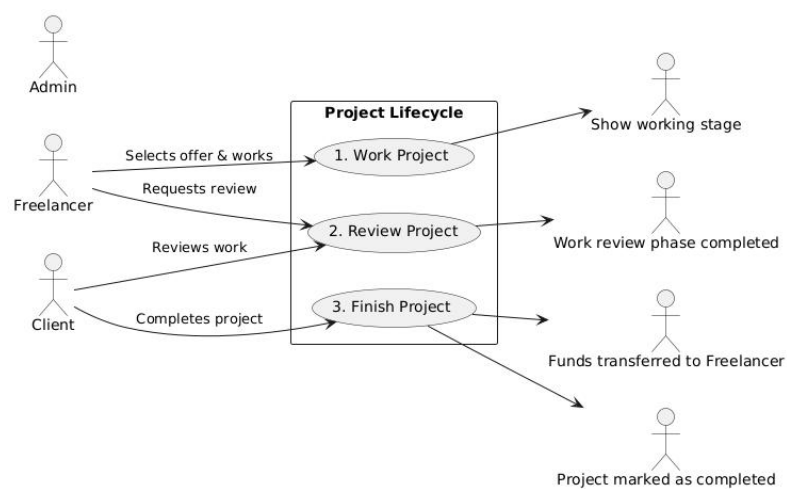 Admin
Project Lifecycle
Show working stage
Selects offer & works
1. Work Project
Freelancer
Requests review
2. Review Project
Work review phase completed
Reviews work
Client
Completes project
3. Finish Project
Funds transferred to Freelancer
Project marked as completed